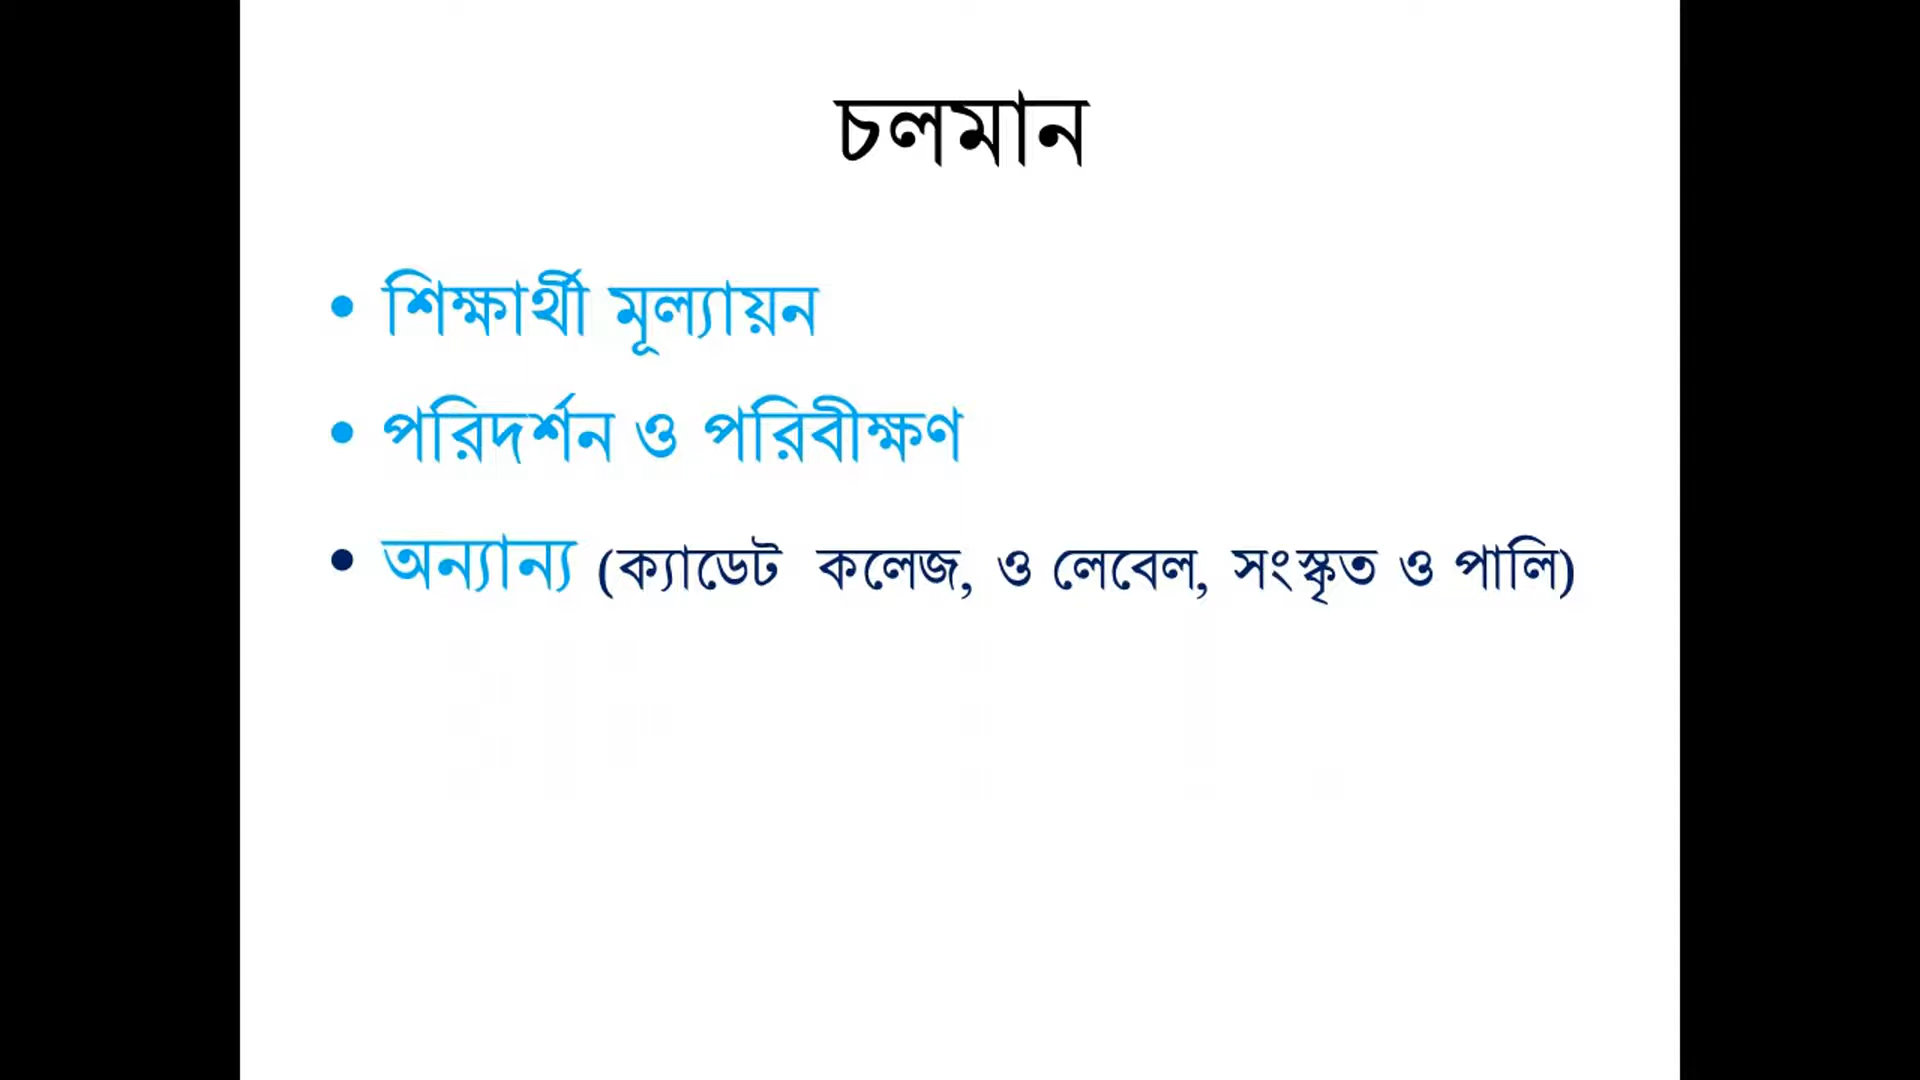 চলমান
• শিক্ষার্থী মূল্যায়ন
• পরিদর্শন ও পরিবীক্ষণ
• অন্যান্য (ক্যাডেট কলেজ, ও লেবেল, সংস্কৃত ও পালি)